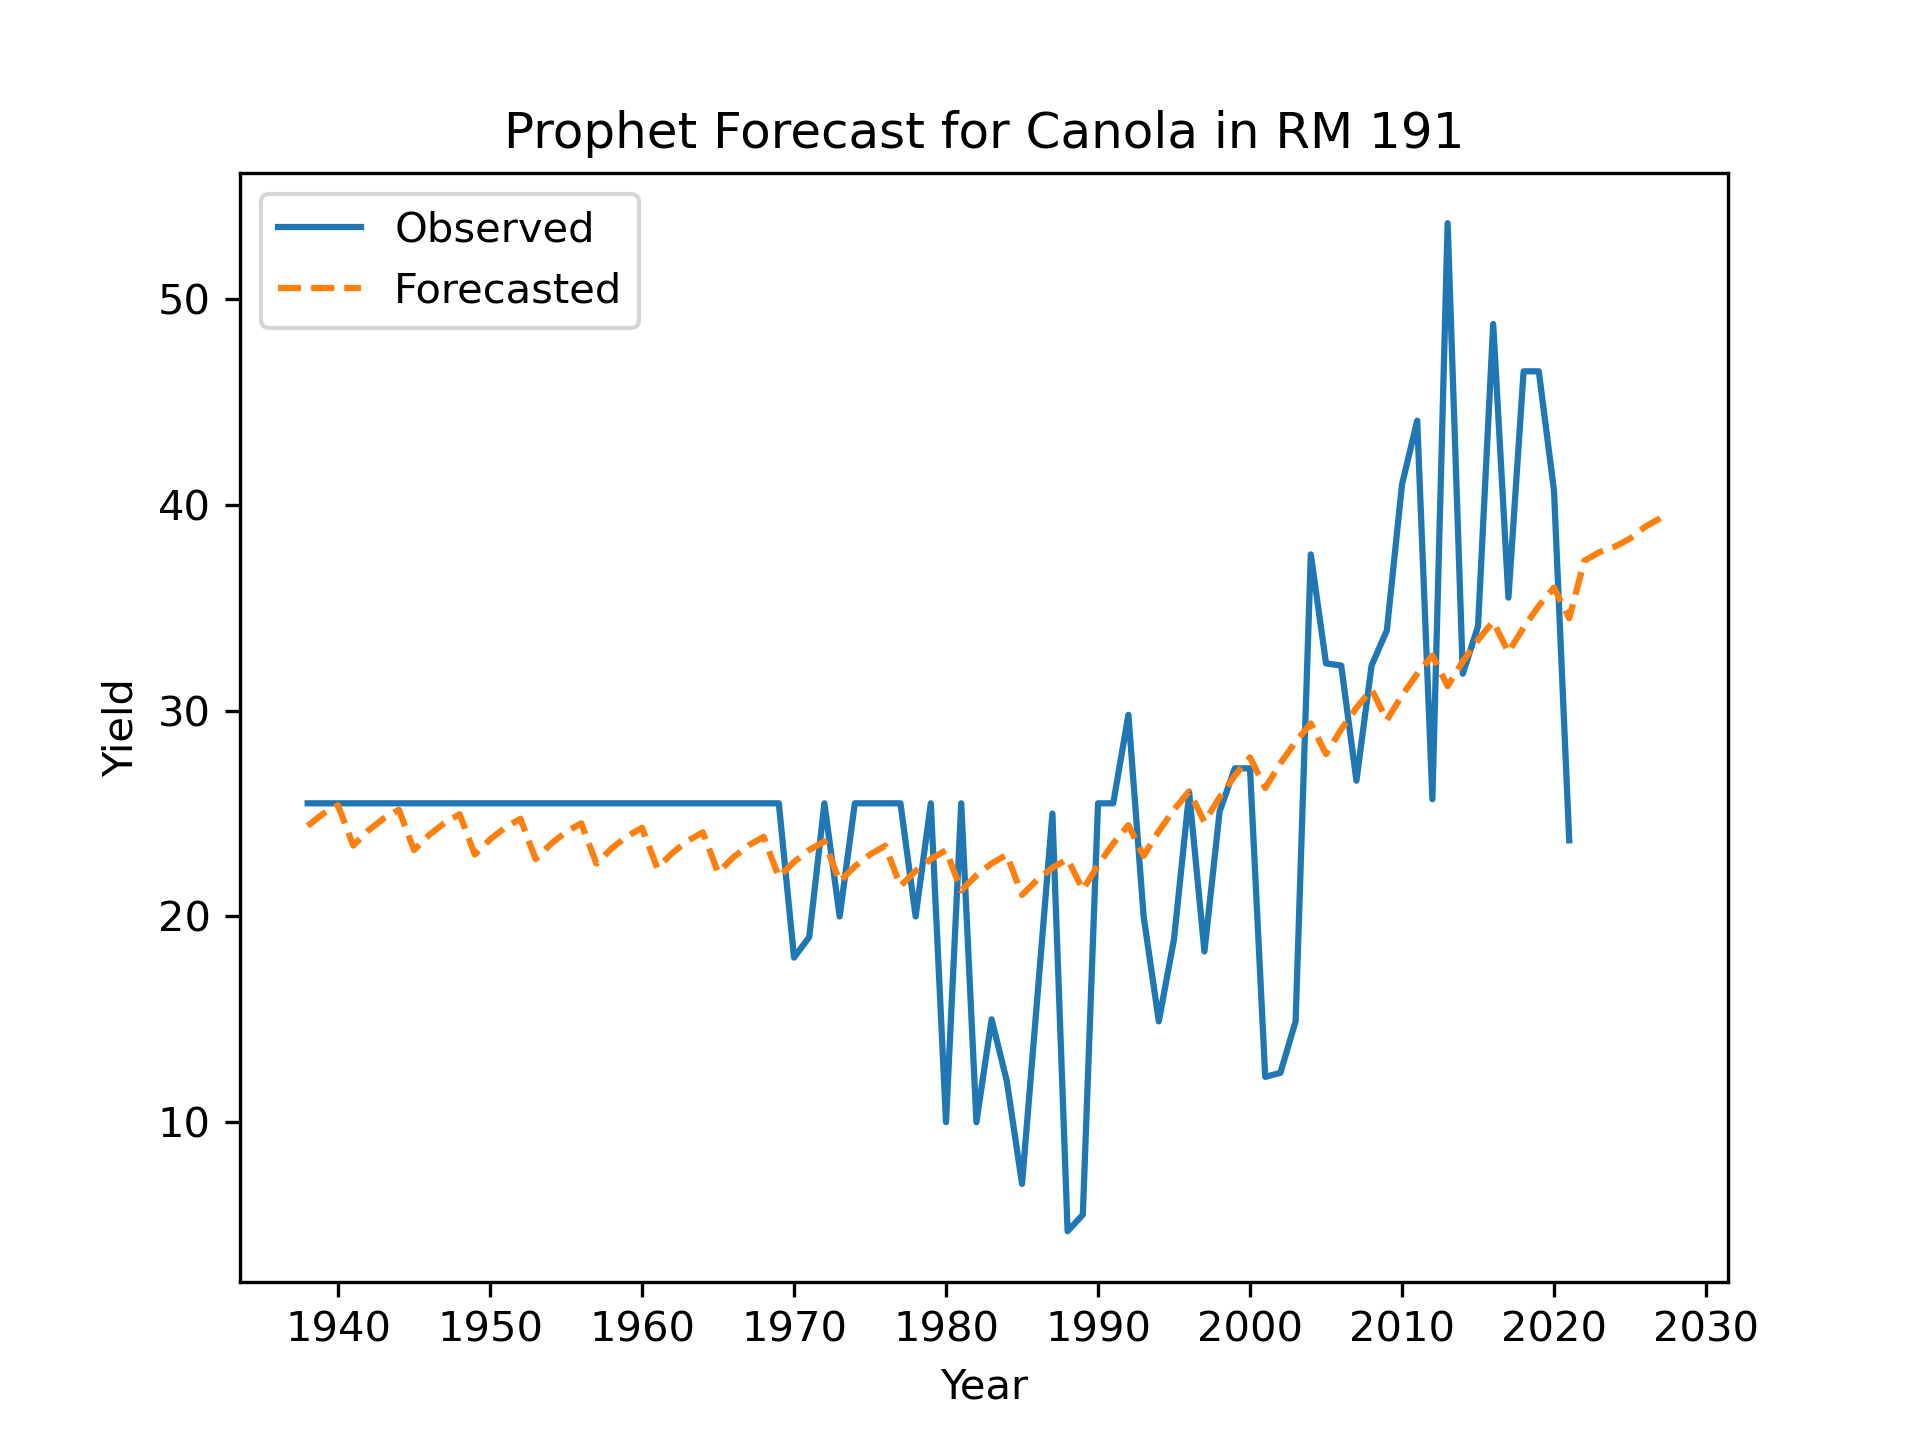 Prophet Forecast for Canola in RM 191
Observed
Forecasted
50
40
30
20
10
Yield
1940 1950 1960 1970 1980 1990 2000 2010 2020 2030
Year